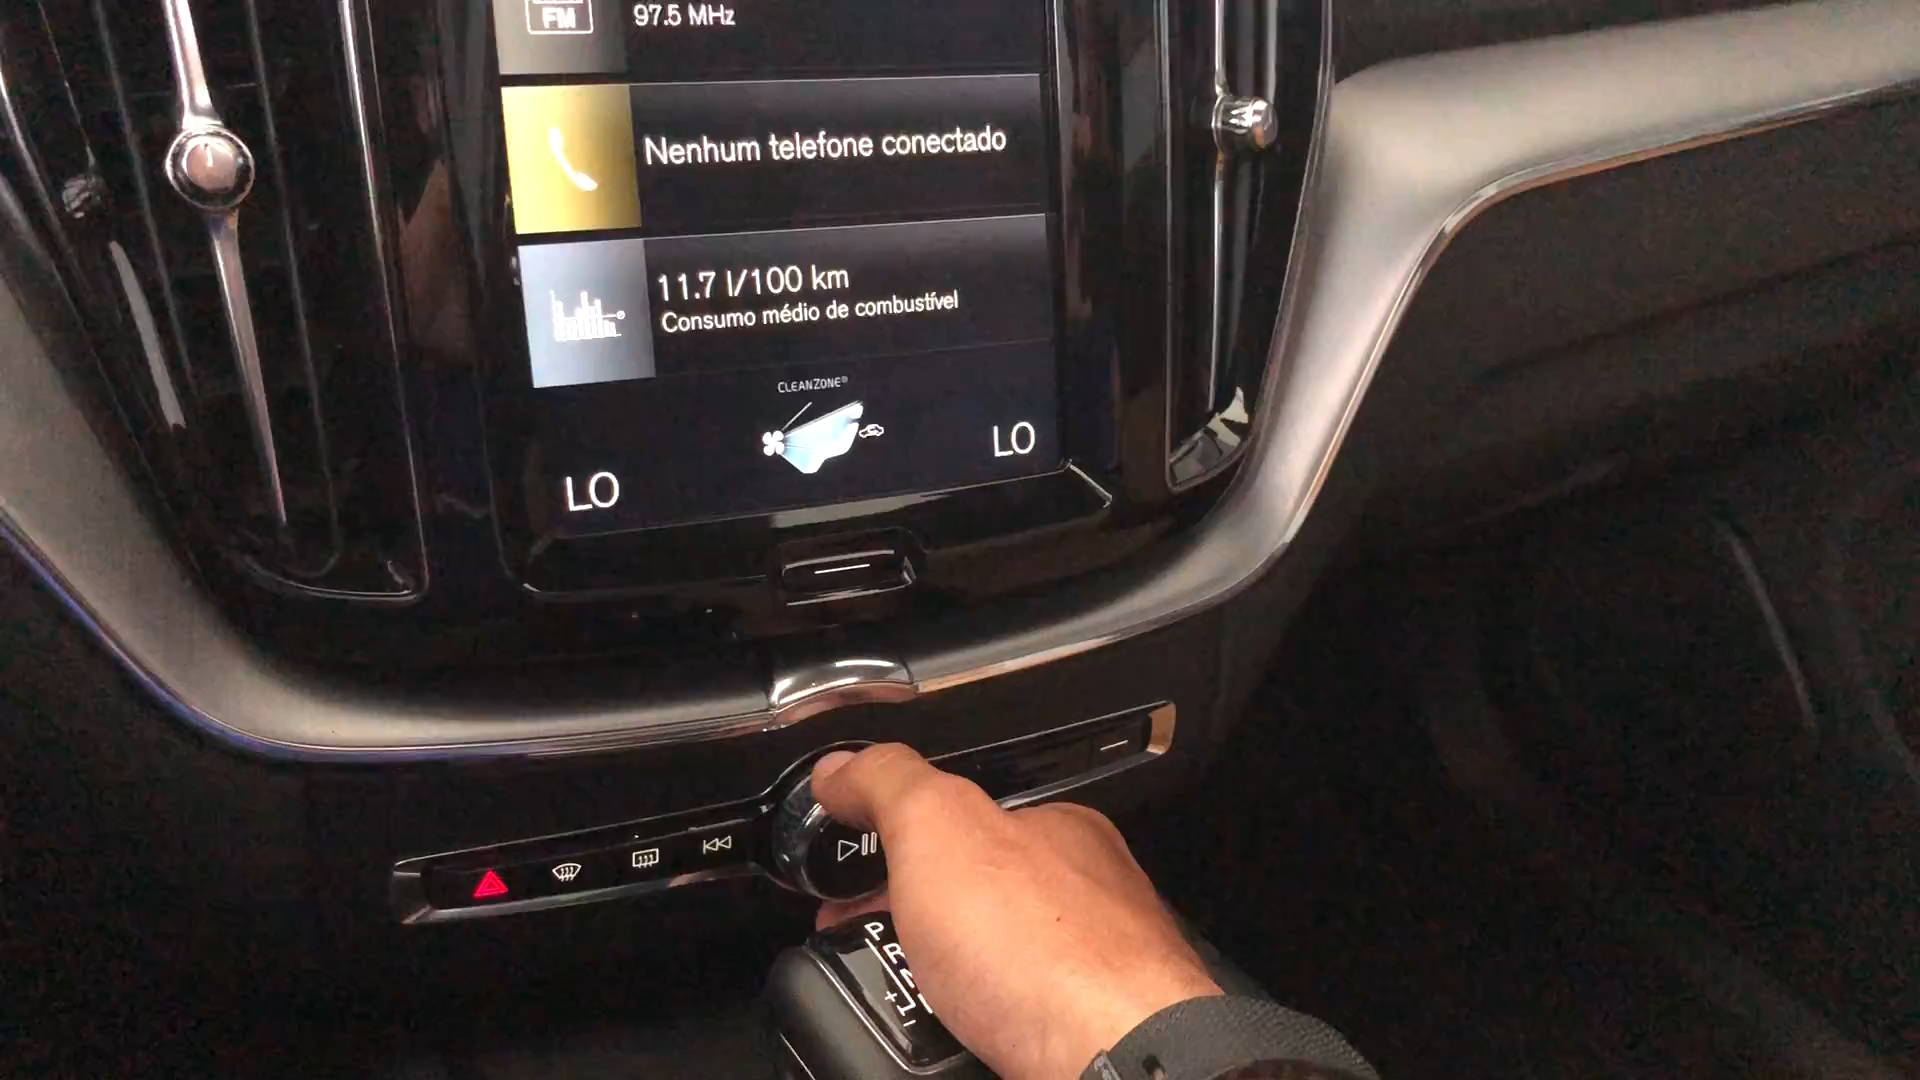 FM
97.5 MHz
Nenhum telefone conectado
11.7 l/100 km
Consumo médio de combustível
CLEANZONE®
LO
LO
P
R
N
+
−